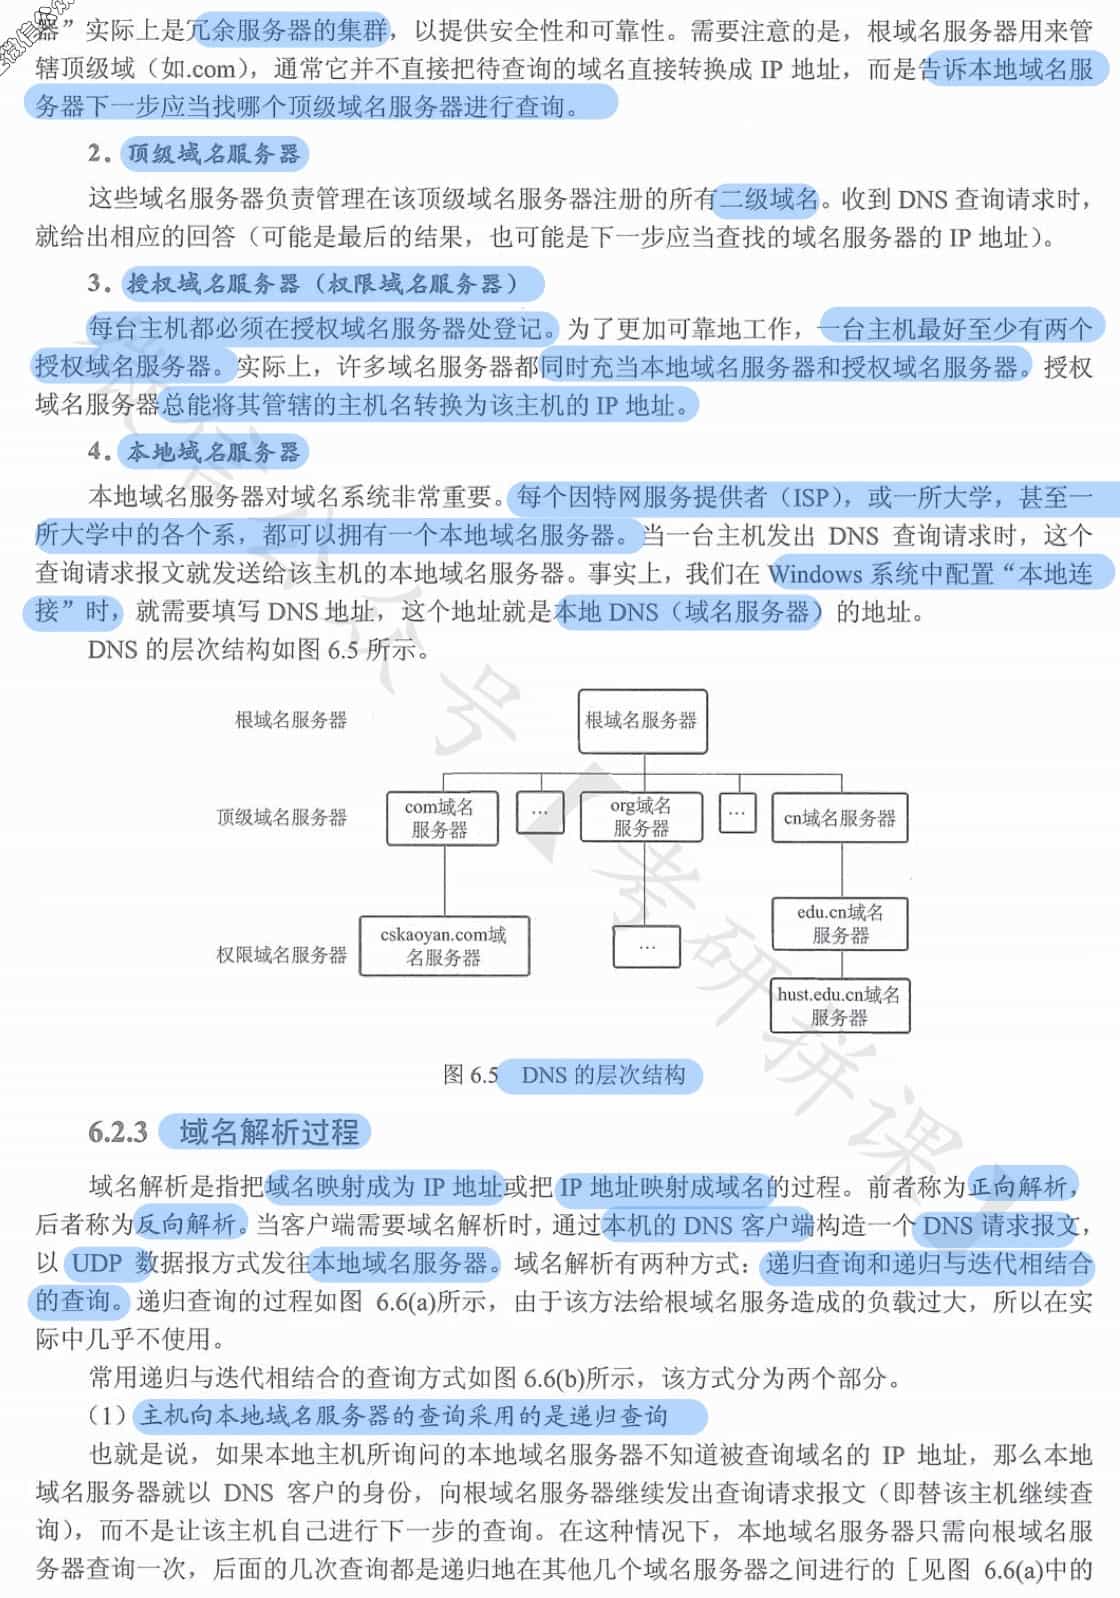 器”实际上是冗余服务器的集群，以提供安全性和可靠性。需要注意的是，根域名服务器用来管
辖顶级域（如.com），通常它并不直接把待查询的域名直接转换成 IP 地址，而是告诉本地域名服
务器下一步应当找哪个顶级域名服务器进行查询。
2。顶级域名服务器
这些域名服务器负责管理在该顶级域名服务器注册的所有二级域名。收到 DNS 查询请求时，
就给出相应的回答（可能是最后的结果，也可能是下一步应当查找的域名服务器的 IP 地址）。
3。授权域名服务器（权限域名服务器）
每台主机都必须在授权域名服务器处登记。为了更加可靠地工作，一台主机最好至少有两个
授权域名服务器。实际上，许多域名服务器都同时充当本地域名服务器和授权域名服务器。授权
域名服务器总能将其管辖的主机名转换为该主机的 IP 地址。
4。本地域名服务器
本地域名服务器对域名系统非常重要。每个因特网服务提供者（ISP），或一所大学，甚至一
所大学中的各个系，都可以拥有一个本地域名服务器。当一台主机发出 DNS 查询请求时，这个
查询请求报文就发送给该主机的本地域名服务器。事实上，我们在 Windows 系统中配置“本地连
接”时，就需要填写 DNS 地址，这个地址就是本地 DNS（域名服务器）的地址。
DNS 的层次结构如图 6.5 所示。
根域名服务器
根域名服务器
顶级域名服务器
com域名
服务器
…
org域名
服务器
…
cn域名服务器
权限域名服务器
cskaoyan.com域
名服务器
…
edu.cn域名
服务器
hust.edu.cn域名
服务器
图 6.5 DNS 的层次结构
6.2.3 域名解析过程
域名解析是指把域名映射成为 IP 地址或把 IP 地址映射成域名的过程。前者称为正向解析，
后者称为反向解析。当客户端需要域名解析时，通过本机的 DNS 客户端构造一个 DNS 请求报文，
以 UDP 数据报方式发往本地域名服务器。域名解析有两种方式：递归查询和递归与迭代相结合
的查询。递归查询的过程如图 6.6(a)所示，由于该方法给根域名服务造成的负载过大，所以在实
际中几乎不使用。
常用递归与迭代相结合的查询方式如图 6.6(b)所示，该方式分为两个部分。
（1）主机向本地域名服务器的查询采用的是递归查询
也就是说，如果本地主机所询问的本地域名服务器不知道被查询域名的 IP 地址，那么本地
域名服务器就以 DNS 客户的身份，向根域名服务器继续发出查询请求报文（即替该主机继续查
询），而不是让该主机自己进行下一步的查询。在这种情况下，本地域名服务器只需向根域名服
务器查询一次，后面的几次查询都是递归地在其他几个域名服务器之间进行的［见图 6.6(a)中的
微信公众号【考研拼课】
微信公众